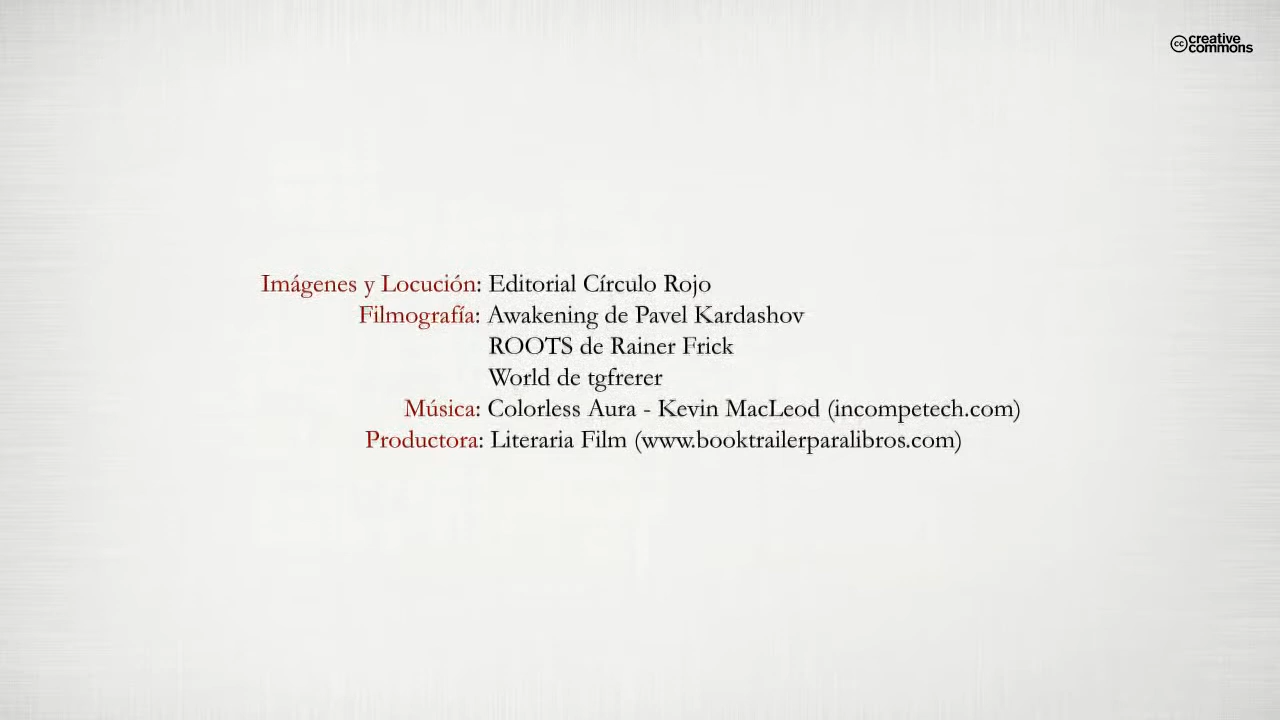 creative
commons
Imágenes y Locución: Editorial Círculo Rojo
Filmografía: Awakening de Pavel Kardashov
ROOTS de Rainer Frick
World de tgfrerer
Música: Colorless Aura - Kevin MacLeod (incompetech.com)
Productora: Literaria Film (www.booktrailerparalibros.com)